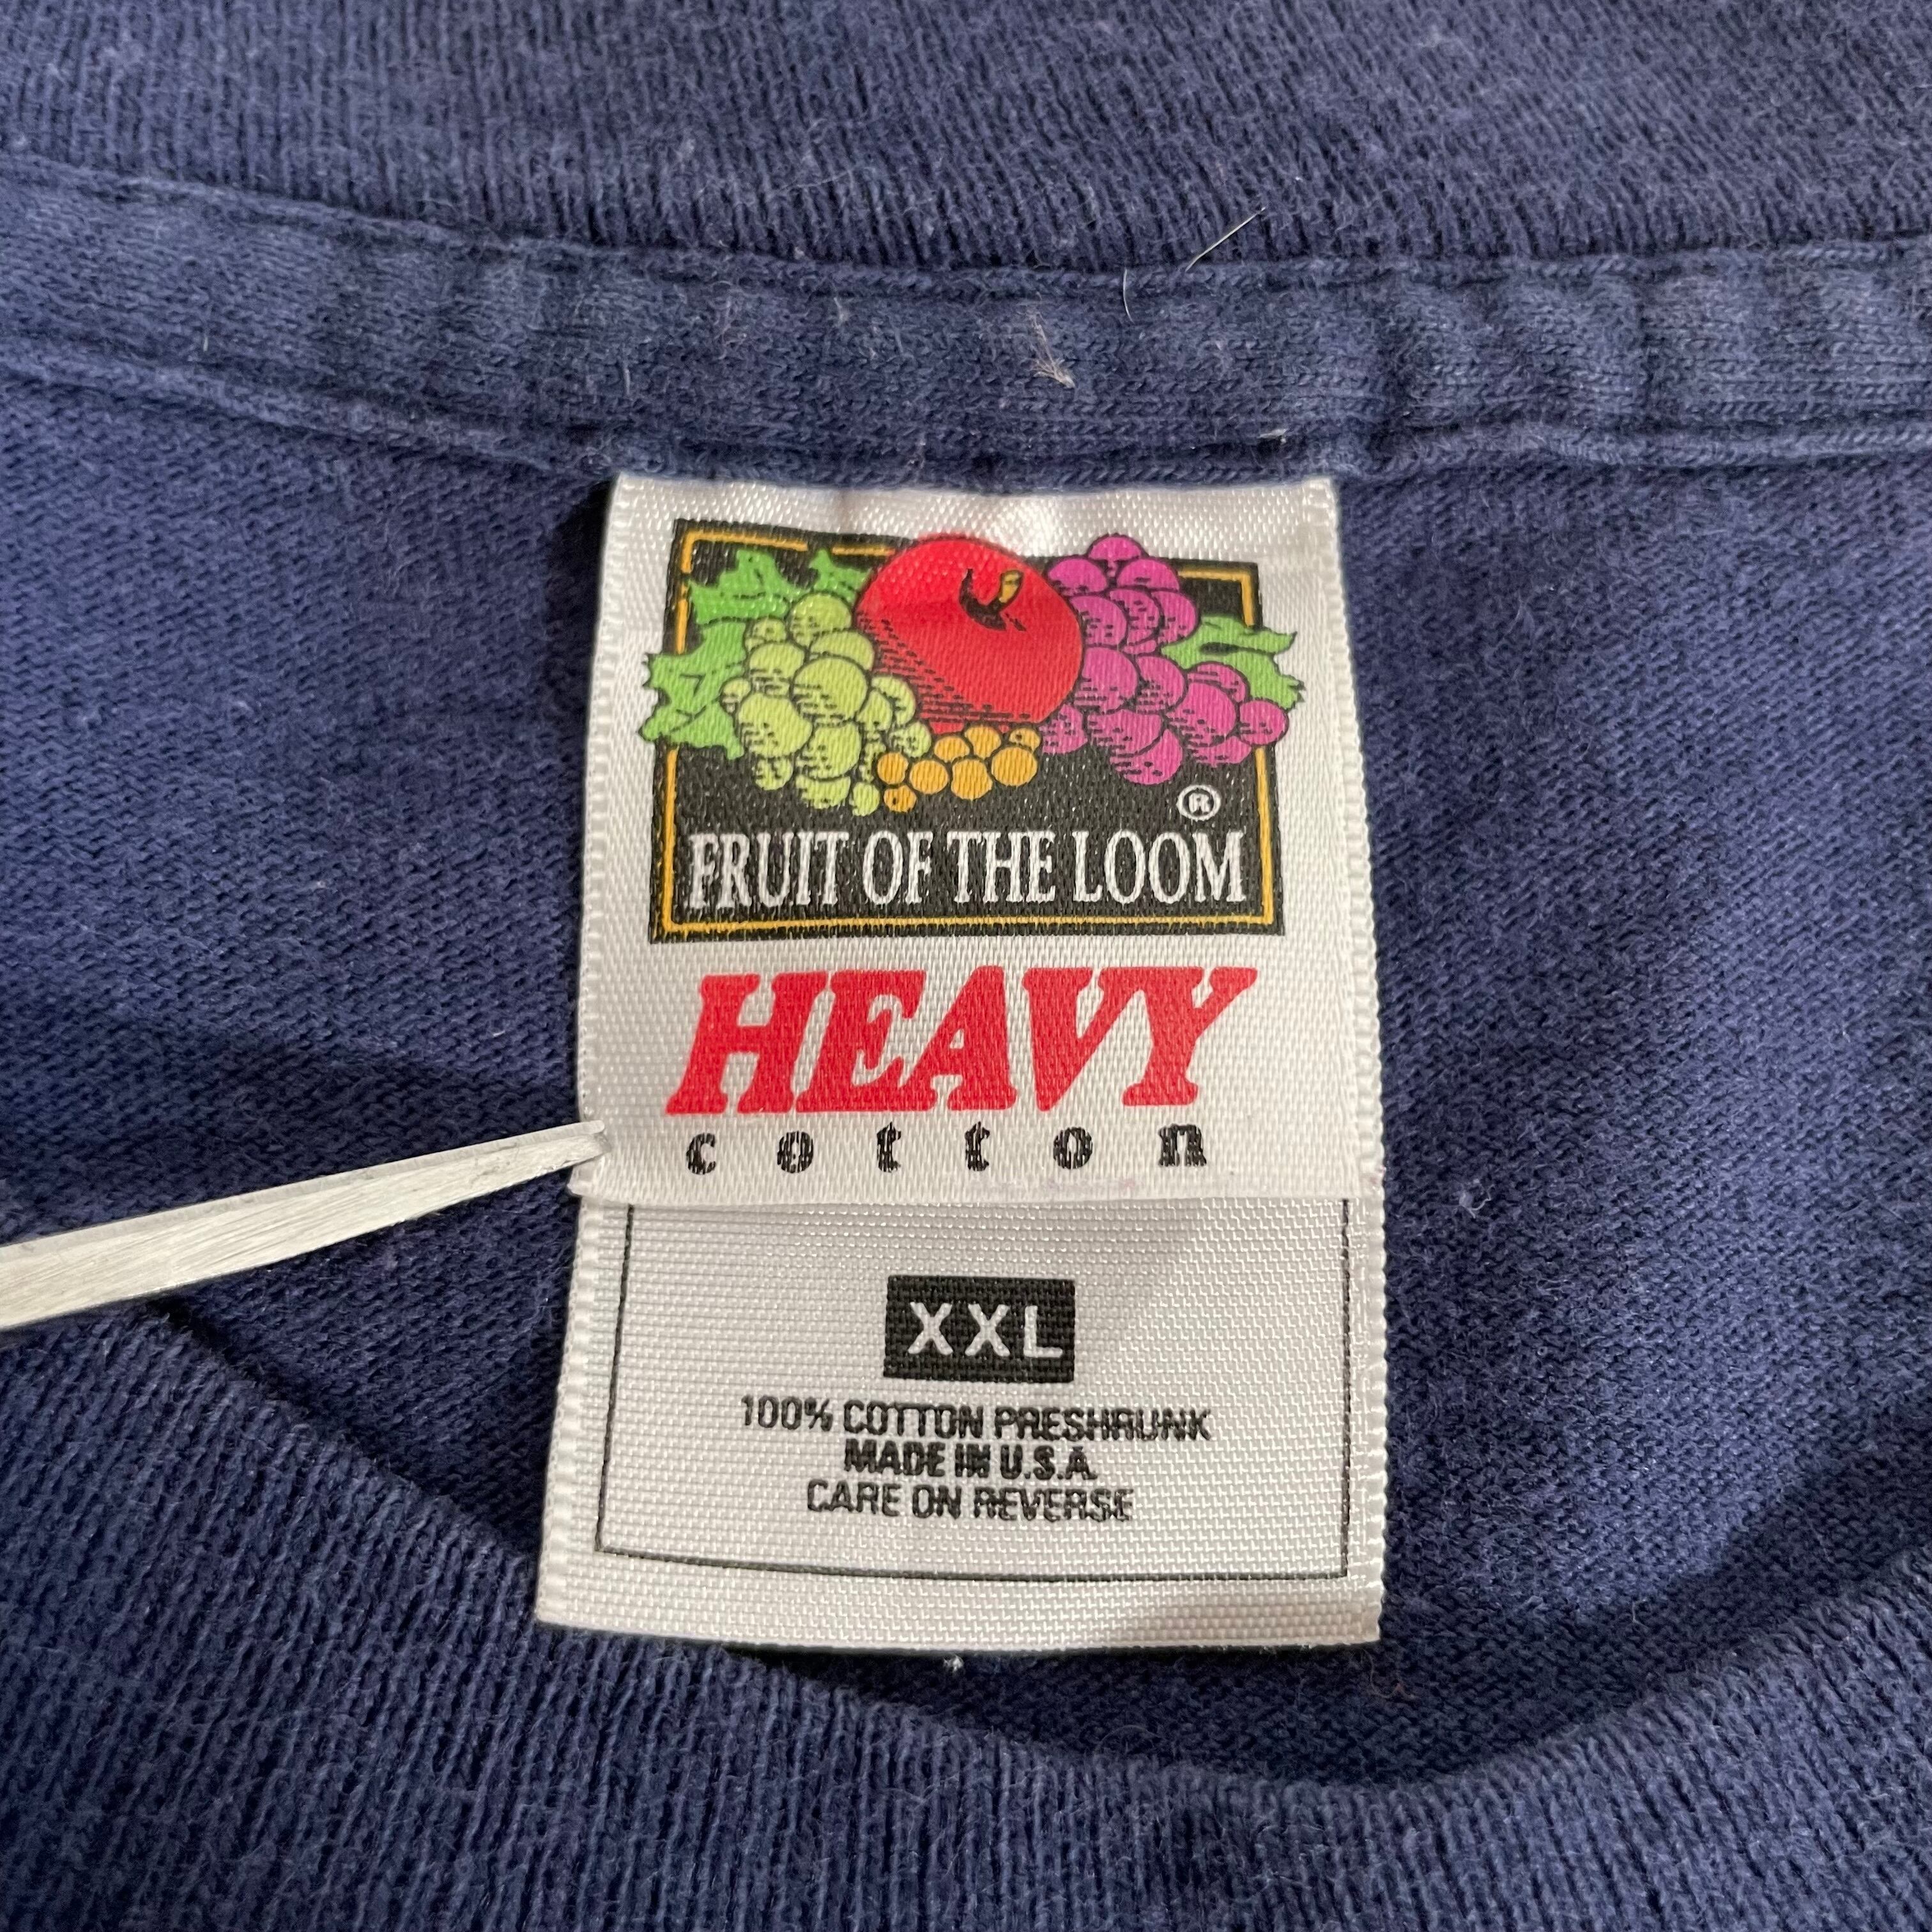 ®
FRUIT OF THE LOOM
HEAVY
cotton
XXL
100% COTTON PRESHRUNK
MADE IN U.S.A.
CARE ON REVERSE